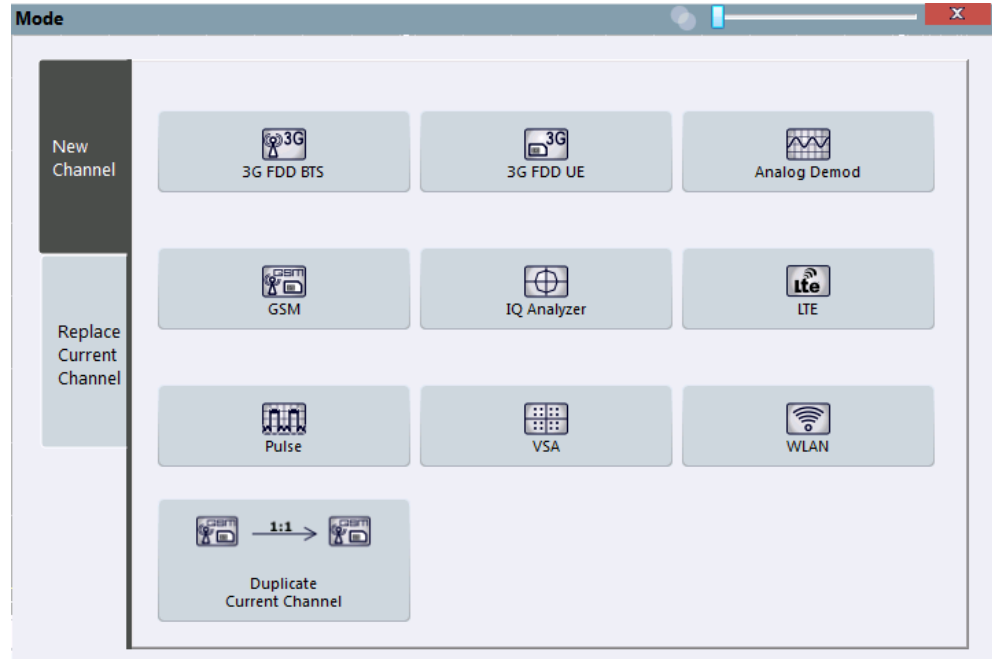 Mode
X
New
Channel
Replace
Current
Channel
3G
3G FDD BTS
3G
3G FDD UE
Analog Demod
GSM
GSM
IQ Analyzer
Lte
LTE
Pulse
VSA
WLAN
GSM
1:1
GSM
Duplicate
Current Channel